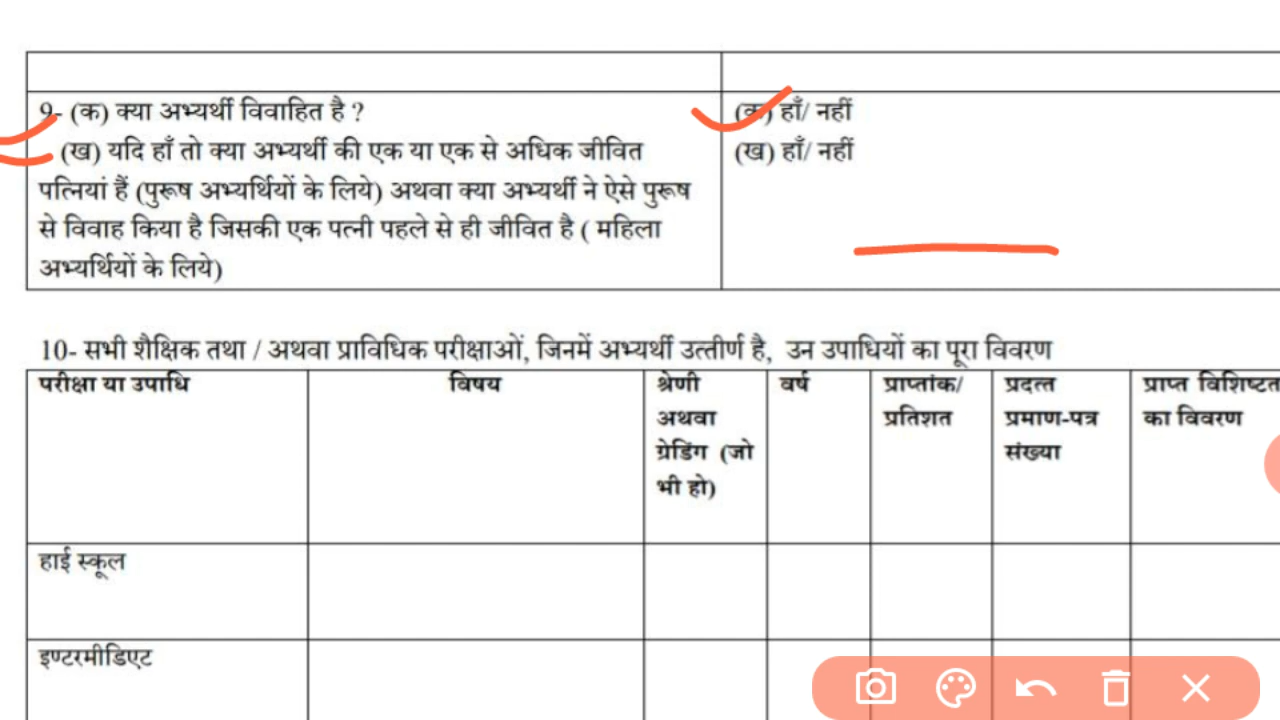 9- (क) क्या अभ्यर्थी विवाहित है ?
(क) हाँ/ नहीं
(ख) यदि हाँ तो क्या अभ्यर्थी की एक या एक से अधिक जीवित
(ख) हाँ/ नहीं
पत्नियां हैं (पुरूष अभ्यर्थियों के लिये) अथवा क्या अभ्यर्थी ने ऐसे पुरूष
से विवाह किया है जिसकी एक पत्नी पहले से ही जीवित है ( महिला
अभ्यर्थियों के लिये)
10- सभी शैक्षिक तथा / अथवा प्राविधिक परीक्षाओं, जिनमें अभ्यर्थी उत्तीर्ण है, उन उपाधियों का पूरा विवरण
परीक्षा या उपाधि
विषय
श्रेणी
अथवा
ग्रेडिंग (जो
भी हो)
वर्ष
प्राप्तांक/
प्रतिशत
प्रदत्त
प्रमाण-पत्र
संख्या
प्राप्त विशिष्टत
का विवरण
हाई स्कूल
इण्टरमीडिएट